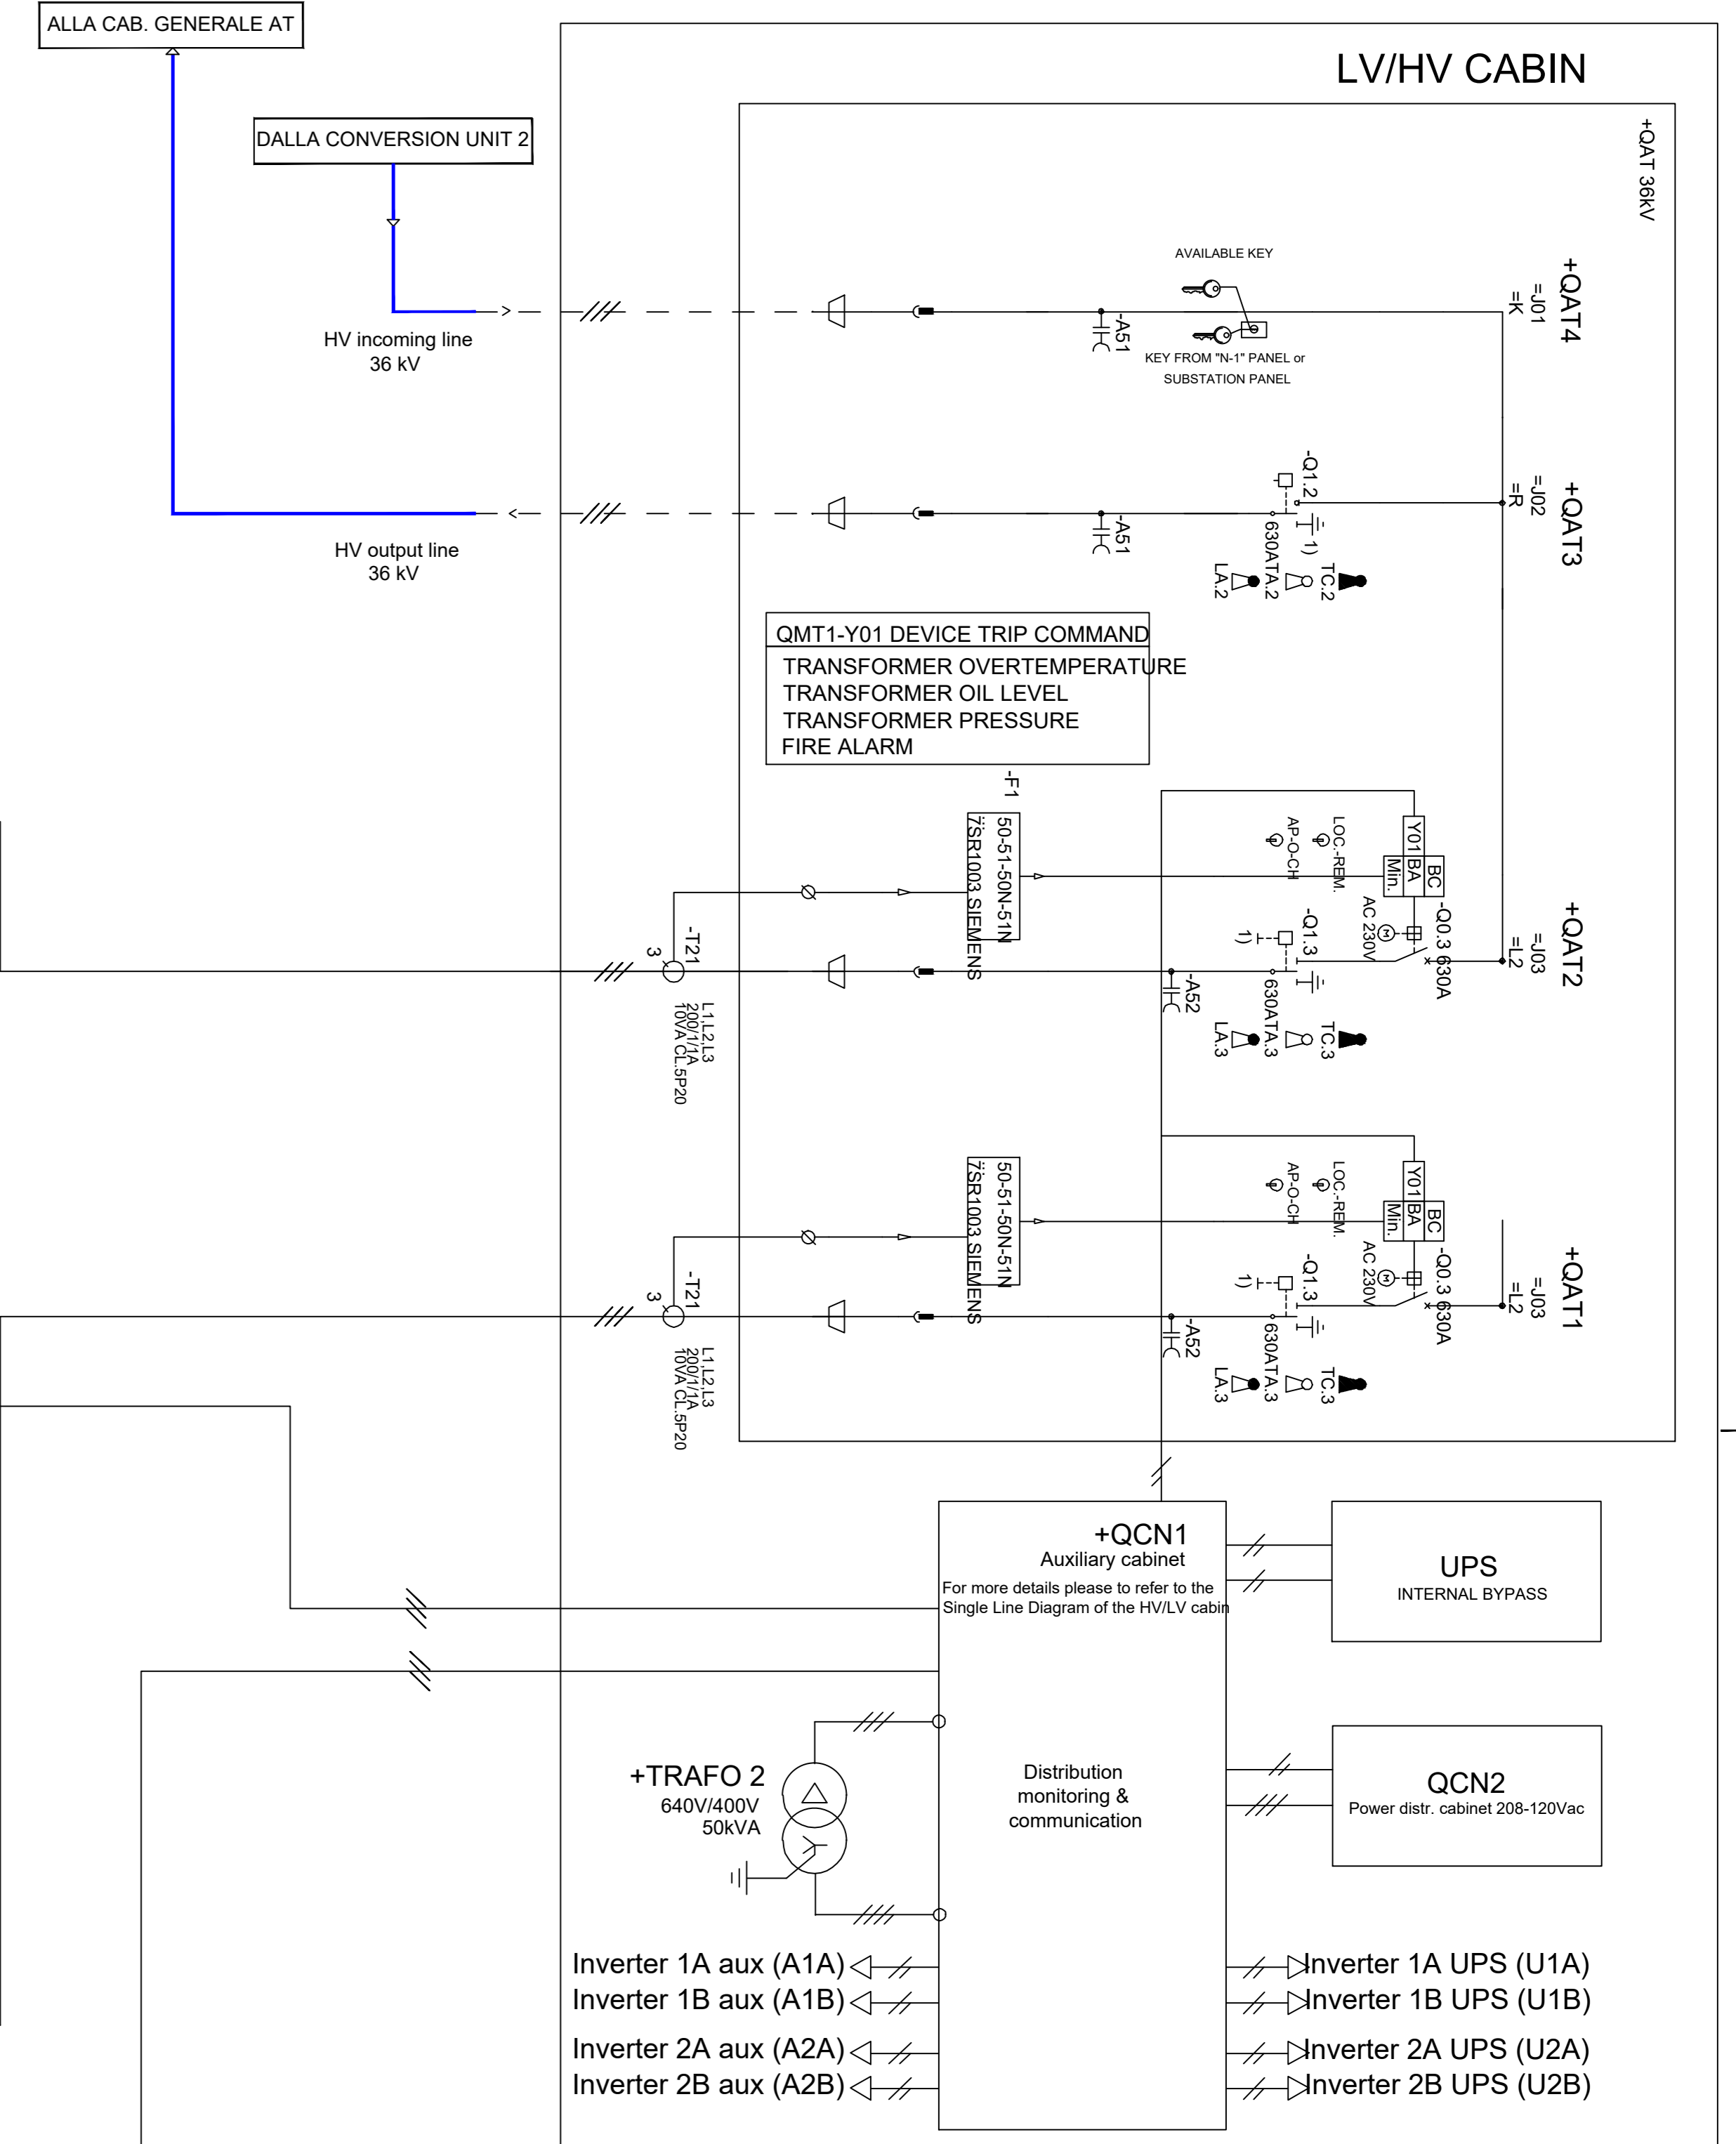 ALLA CAB. GENERALE AT
LV/HV CABIN
DALLA CONVERSION UNIT 2
+QAT 36kV
AVAILABLE KEY
KEY FROM "N-1" PANEL or
SUBSTATION PANEL
-A51
+QAT4
=J01
=K
HV incoming line
36 kV
-Q1.2
1)
630A
-A51
LA.2
TA.2
TC.2
+QAT3
=J02
=R
HV output line
36 kV
QMT1-Y01 DEVICE TRIP COMMAND
TRANSFORMER OVERTEMPERATURE
TRANSFORMER OIL LEVEL
TRANSFORMER PRESSURE
FIRE ALARM
-F1
50-51-50N-51N
7SR1003 SIEMENS
LOC.-REM.
AP-O-CH
Y01
BA
BC
Min.
-Q0.3 630A
AC 230V
M
-Q1.3
1)
630A
-A52
LA.3
TA.3
TC.3
+QAT2
=J03
=L2
-T21
3
L1,L2,L3
200/1/1A
10VA CL.5P20
50-51-50N-51N
7SR1003 SIEMENS
LOC.-REM.
AP-O-CH
Y01
BA
BC
Min.
-Q0.3 630A
AC 230V
M
-Q1.3
1)
630A
-A52
LA.3
TA.3
TC.3
+QAT1
=J03
=L2
-T21
3
L1,L2,L3
200/1/1A
10VA CL.5P20
+QCN1
Auxiliary cabinet
For more details please to refer to the
Single Line Diagram of the HV/LV cabin
UPS
INTERNAL BYPASS
+TRAFO 2
640V/400V
50kVA
Distribution
monitoring &
communication
QCN2
Power distr. cabinet 208-120Vac
Inverter 1A aux (A1A)
Inverter 1B aux (A1B)
Inverter 2A aux (A2A)
Inverter 2B aux (A2B)
Inverter 1A UPS (U1A)
Inverter 1B UPS (U1B)
Inverter 2A UPS (U2A)
Inverter 2B UPS (U2B)